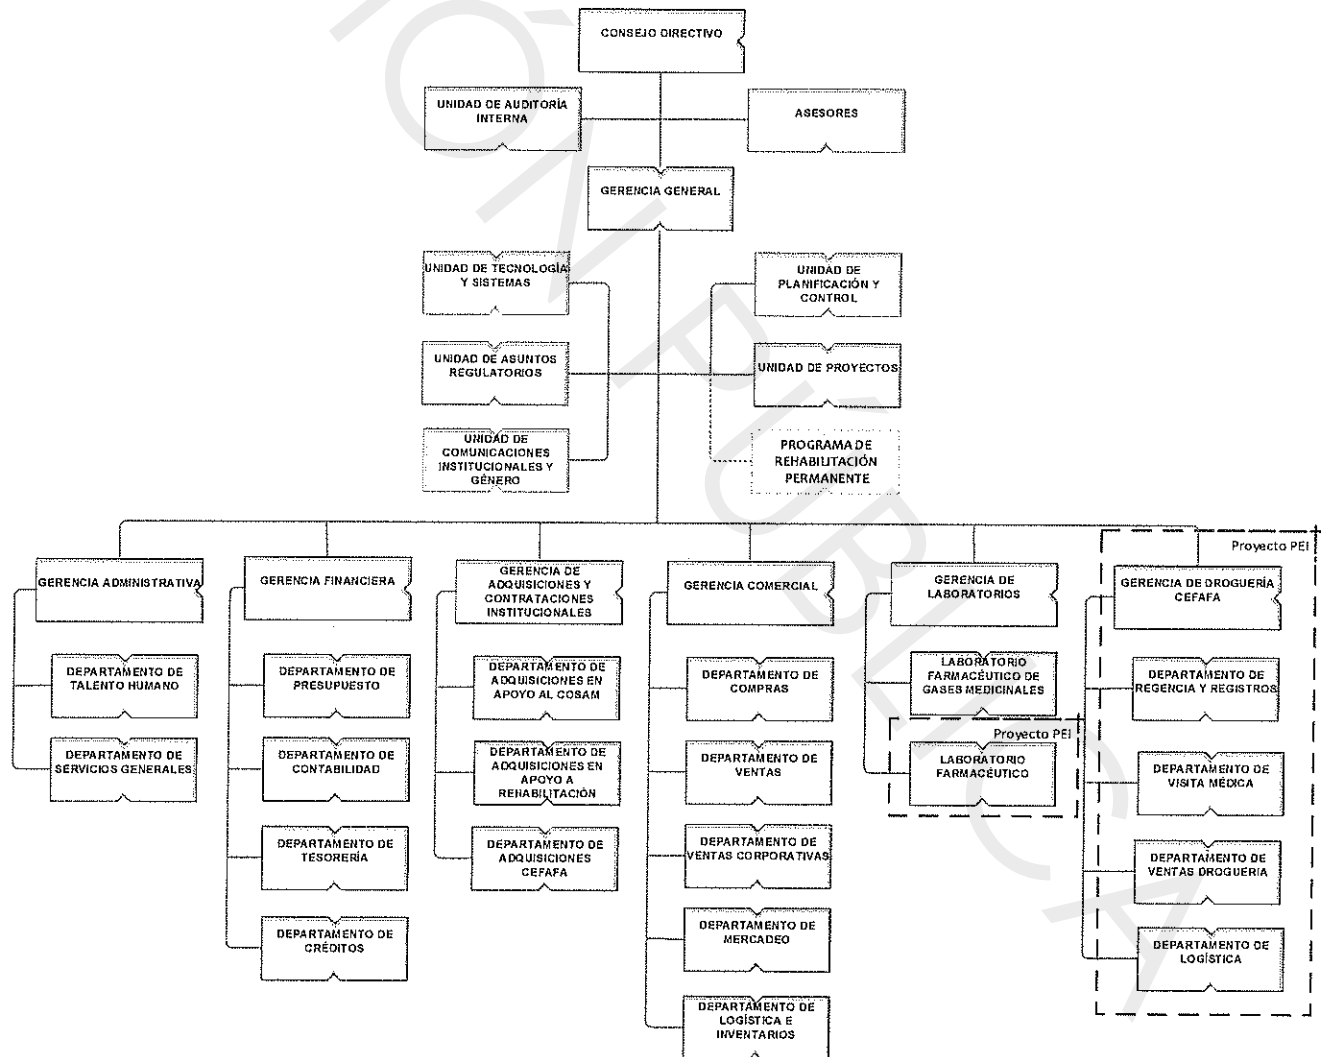 CONSEJO DIRECTIVO
UNIDAD DE AUDITORÍA
INTERNA
ASESORES
GERENCIA GENERAL
UNIDAD DE TECNOLOGÍA
Y SISTEMAS
UNIDAD DE
PLANIFICACIÓN Y
CONTROL
UNIDAD DE ASUNTOS
REGULATORIOS
UNIDAD DE PROYECTOS
UNIDAD DE
COMUNICACIONES
INSTITUCIONALES Y
GÉNERO
PROGRAMA DE
REHABILITACIÓN
PERMANENTE
GERENCIA ADMINISTRATIVA
DEPARTAMENTO DE
TALENTO HUMANO
DEPARTAMENTO DE
SERVICIOS GENERALES
GERENCIA FINANCIERA
DEPARTAMENTO DE
PRESUPUESTO
DEPARTAMENTO DE
CONTABILIDAD
DEPARTAMENTO DE
TESORERÍA
DEPARTAMENTO DE
CRÉDITOS
GERENCIA DE
ADQUISICIONES Y
CONTRATACIONES
INSTITUCIONALES
DEPARTAMENTO DE
ADQUISICIONES EN
APOYO AL COSAM
DEPARTAMENTO DE
ADQUISICIONES EN
APOYO A
REHABILITACIÓN
DEPARTAMENTO DE
ADQUISICIONES
CEFAFA
GERENCIA COMERCIAL
DEPARTAMENTO DE
COMPRAS
DEPARTAMENTO DE
VENTAS
DEPARTAMENTO DE
VENTAS CORPORATIVAS
DEPARTAMENTO DE
MERCADEO
DEPARTAMENTO DE
LOGÍSTICA E
INVENTARIOS
GERENCIA DE
LABORATORIOS
LABORATORIO
FARMACÉUTICO DE
GASES MEDICINALES
Proyecto PEI
LABORATORIO
FARMACÉUTICO
Proyecto PEI
GERENCIA DE DROGUERÍA
CEFAFA
DEPARTAMENTO DE
REGENCIA Y REGISTROS
DEPARTAMENTO DE
VISITA MÉDICA
DEPARTAMENTO DE
VENTAS DROGUERIA
DEPARTAMENTO DE
LOGÍSTICA
IÓN PÚBLICA